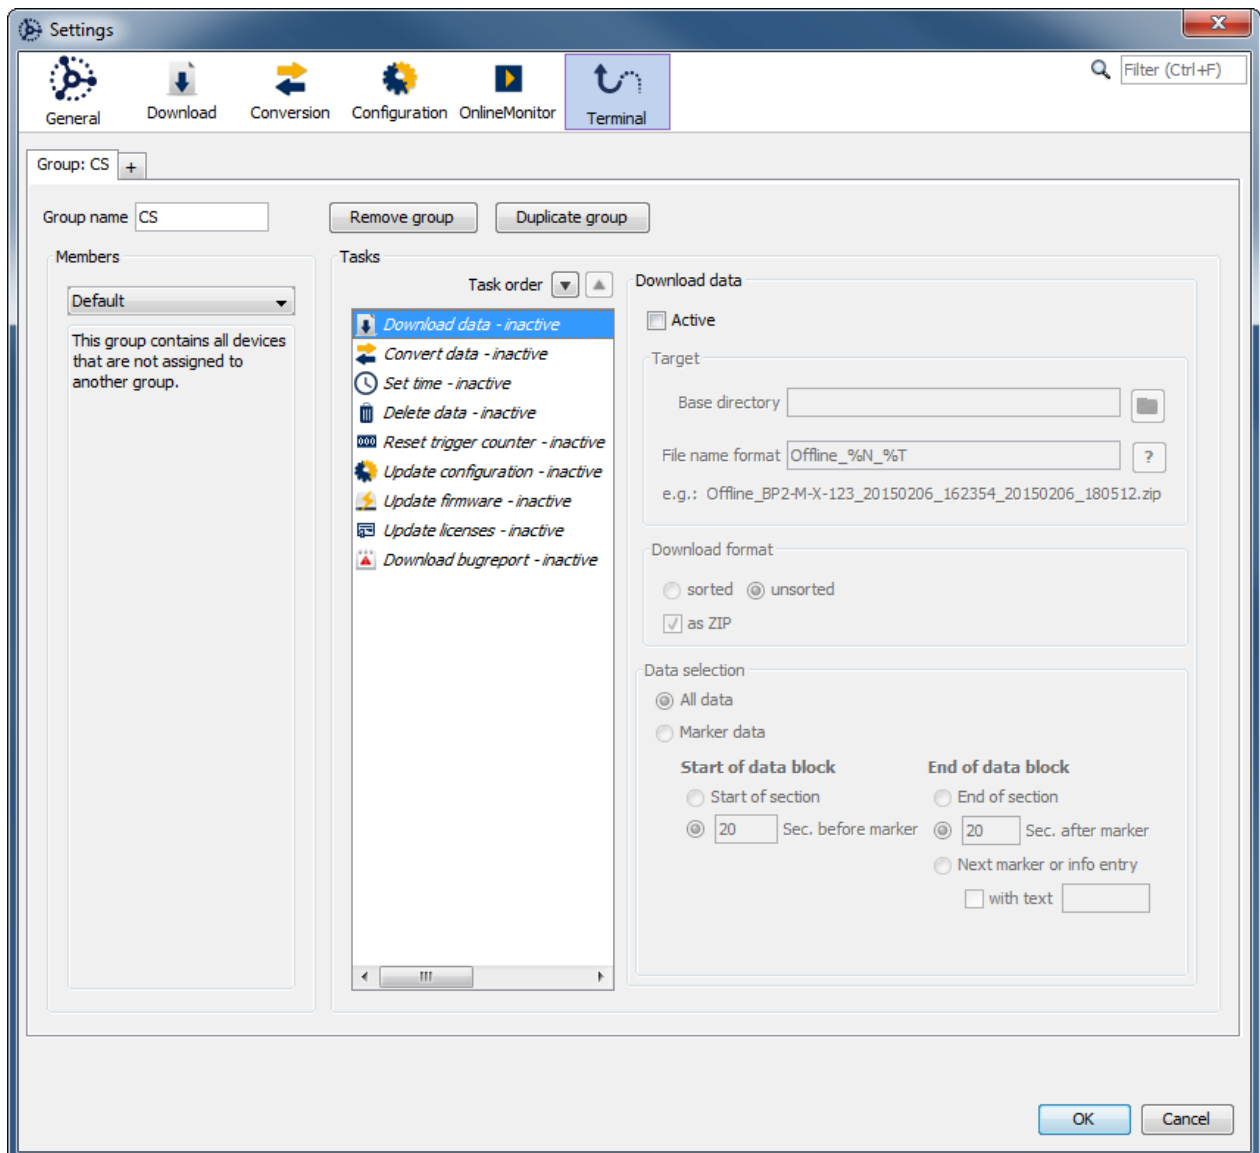 Settings
Filter (Ctrl+F)
General
Download
Conversion
Configuration
OnlineMonitor
Terminal
Group: CS
+
Group name CS
Remove group
Duplicate group
Members
Default
This group contains all devices
that are not assigned to
another group.
Tasks
Task order
Download data - inactive
Convert data - inactive
Set time - inactive
Delete data - inactive
Reset trigger counter - inactive
Update configuration - inactive
Update firmware - inactive
Update licenses - inactive
Download bugreport - inactive
Download data
Active
Target
Base directory
File name format Offline_%N_%T ?
e.g.: Offline_BP2-M-X-123_20150206_162354_20150206_180512.zip
Download format
sorted unsorted
as ZIP
Data selection
All data
Marker data
Start of data block
Start of section
20 Sec. before marker
End of data block
End of section
20 Sec. after marker
Next marker or info entry
with text
OK
Cancel